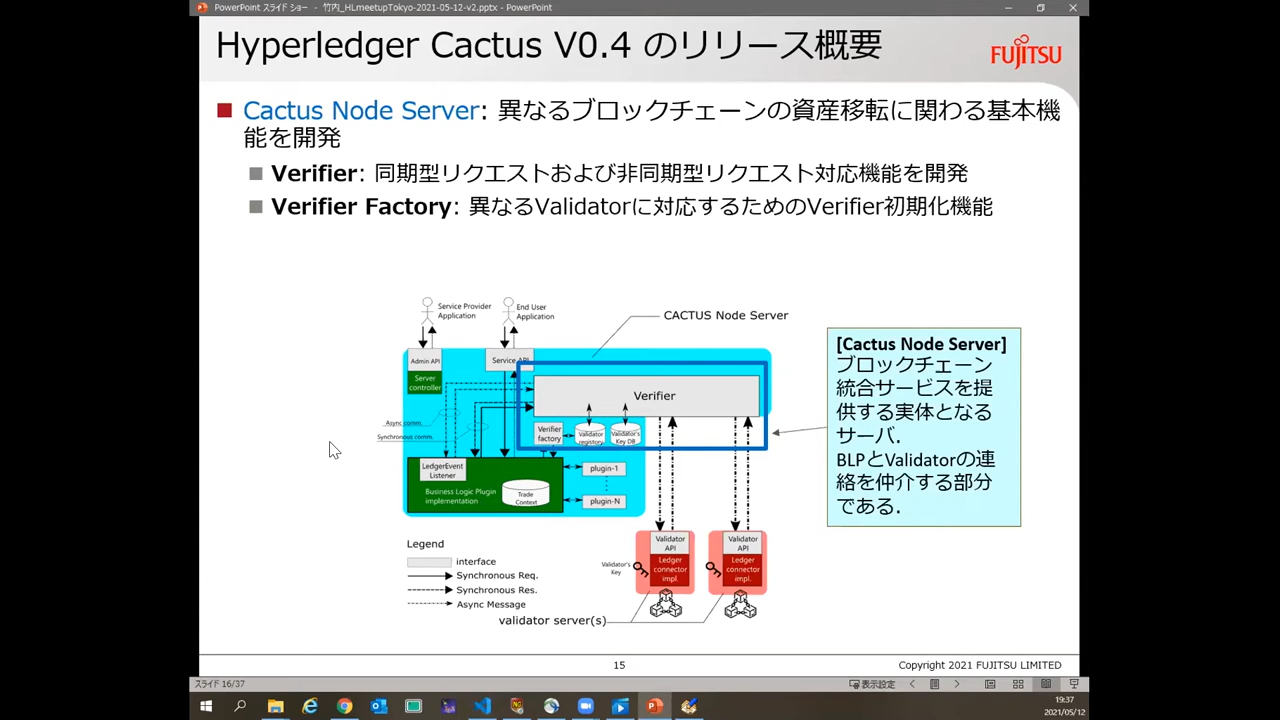 PowerPoint スライド ショー - 竹内_HLmeetupTokyo-2021-05-12-v2.pptx - PowerPoint
Hyperledger Cactus V0.4 のリリース概要
FUJITSU
Cactus Node Server: 異なるブロックチェーンの資産移転に関わる基本機
能を開発
Verifier: 同期型リクエストおよび非同期型リクエスト対応機能を開発
Verifier Factory: 異なるValidatorに対応するためのVerifier初期化機能
Service Provider
Application
End User
Application
CACTUS Node Server
Admin API
Server
controller
Service API
Verifier
Async comm.
Synchronous comm.
Verifier
factory
Validator
registory
Validator's
Key DB
LedgerEvent
Listener
Business Logic Plugin
implementation
Trade
Context
plugin-1
plugin-N
[Cactus Node Server]
ブロックチェーン
統合サービスを提
供する実体となる
サーバ.
BLPとValidatorの連
絡を仲介する部分
である.
Legend
interface
Synchronous Req.
Synchronous Res.
Async Message
Validator's
Key
Validator
API
Ledger
connector
impl.
Validator
API
Ledger
connector
impl.
validator server(s)
15
Copyright 2021 FUJITSU LIMITED
スライド 16/37
表示設定
19:37
2021/05/12